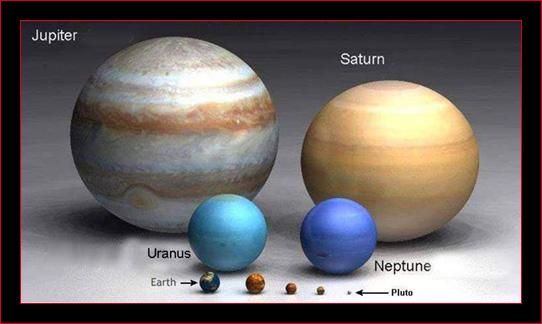 Jupiter
Saturn
Uranus
Neptune
Earth
Pluto